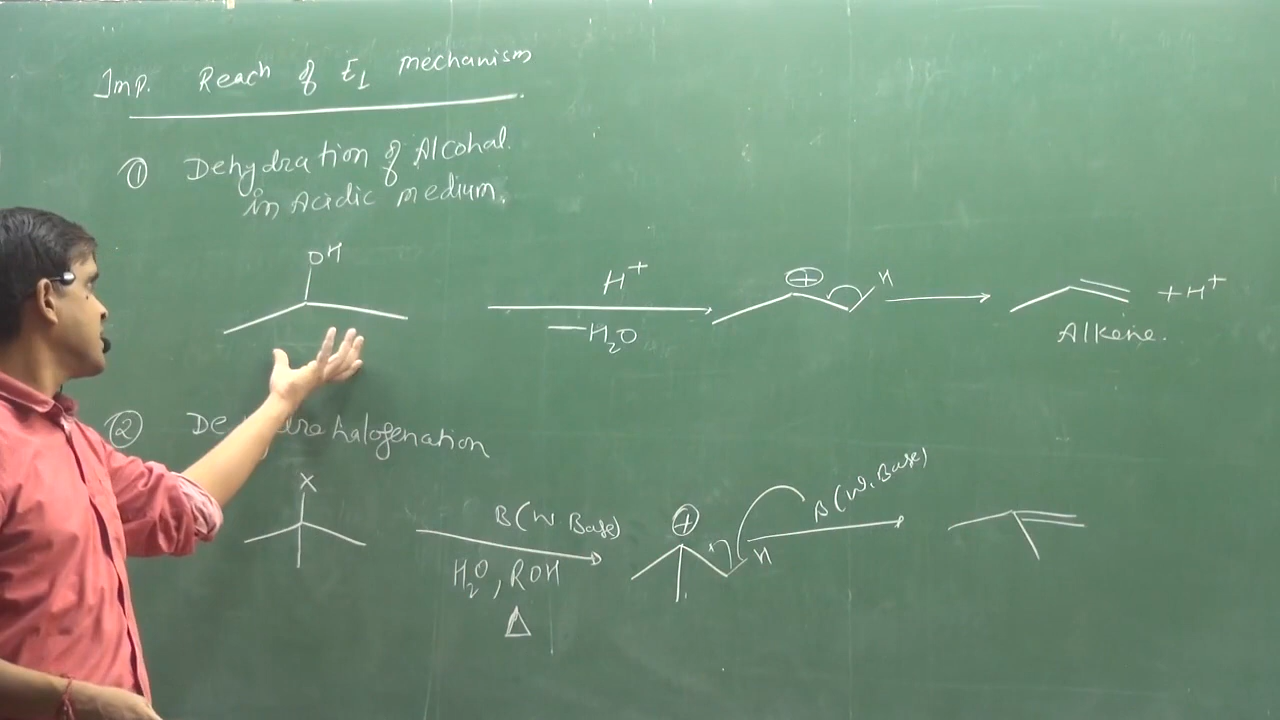 Imp. Reach of E1 mechanism
① Dehydration of Alcohal
in Acidic medium.
OH
H+
−H2O
⊕
H
+H+
Alkene.
② De halogenation
X
B(W Base)
H2O, ROH
△
⊕
H
B(W. Base)